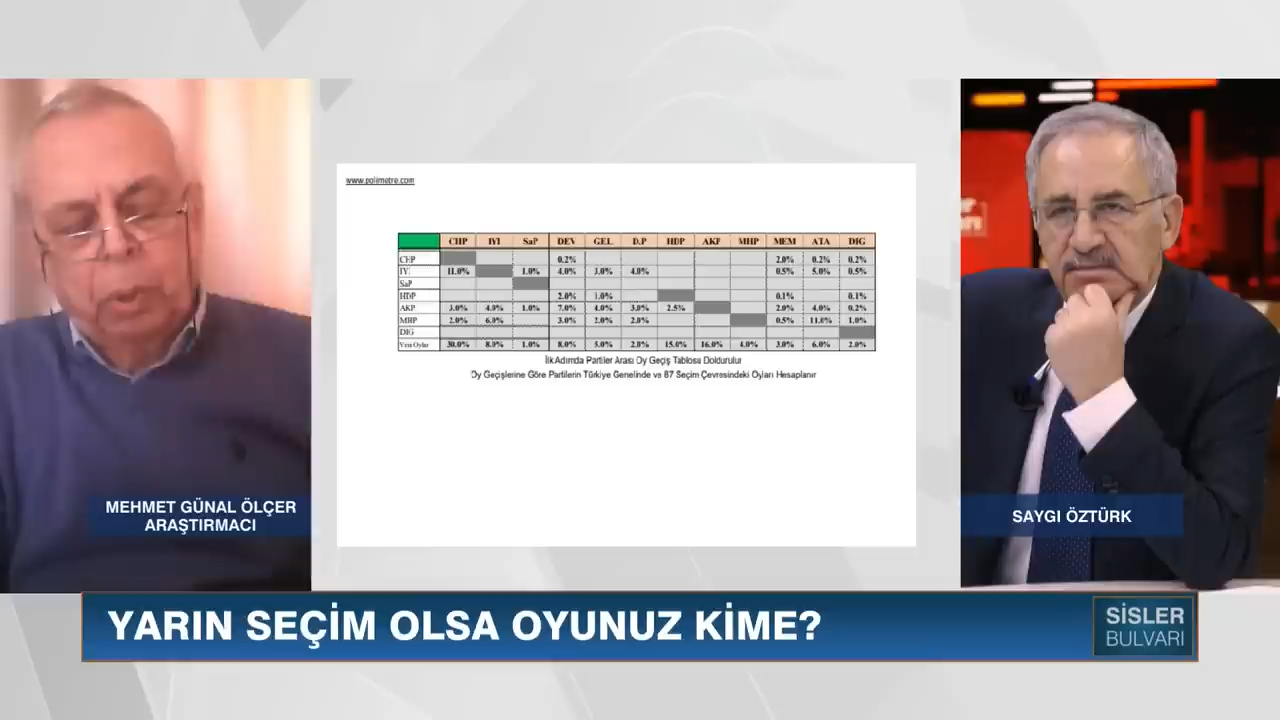 www.polimetre.com
CHP IYI SaP DEV GEL D.P HDP AKP MHP MEM ATA DIG
CHP 0.2% 2.0% 0.2% 0.2%
IYI 11.0% 1.0% 4.0% 3.0% 4.0% 0.5% 5.0% 0.5%
SaP
HDP 2.0% 1.0% 0.1% 0.1%
AKP 3.0% 4.0% 1.0% 7.0% 4.0% 3.0% 2.5% 2.0% 4.0% 0.2%
MHP 2.0% 6.0% 3.0% 2.0% 2.0% 0.5% 11.0% 1.0%
DIG
Yeni Oylar 30.0% 8.0% 1.0% 8.0% 5.0% 2.0% 15.0% 16.0% 4.0% 3.0% 6.0% 2.0%
İlk Adımda Partiler Arası Oy Geçiş Tablosu Doldurulur
Oy Geçişlerine Göre Partilerin Türkiye Genelinde ve 87 Seçim Çevresindeki Oyları Hesaplanır
MEHMET GÜNAL ÖLÇER
ARAŞTIRMACI
SAYGI ÖZTÜRK
YARIN SEÇİM OLSA OYUNUZ KİME?
SİSLER
BULVARI